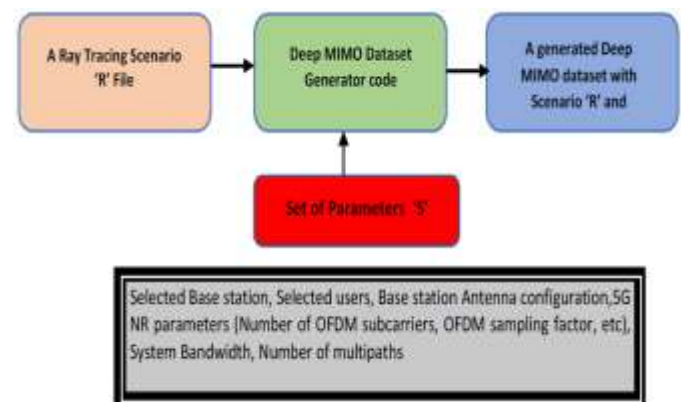 A Ray Tracing Scenario
'R' File
Deep MIMO Dataset
Generator code
A generated Deep
MIMO dataset with
Scenario 'R' and
Set of Parameters 'S'
Selected Base station, Selected users, Base station Antenna configuration,5G
NR parameters (Number of OFDM subcarriers, OFDM sampling factor, etc),
System Bandwidth, Number of multipaths